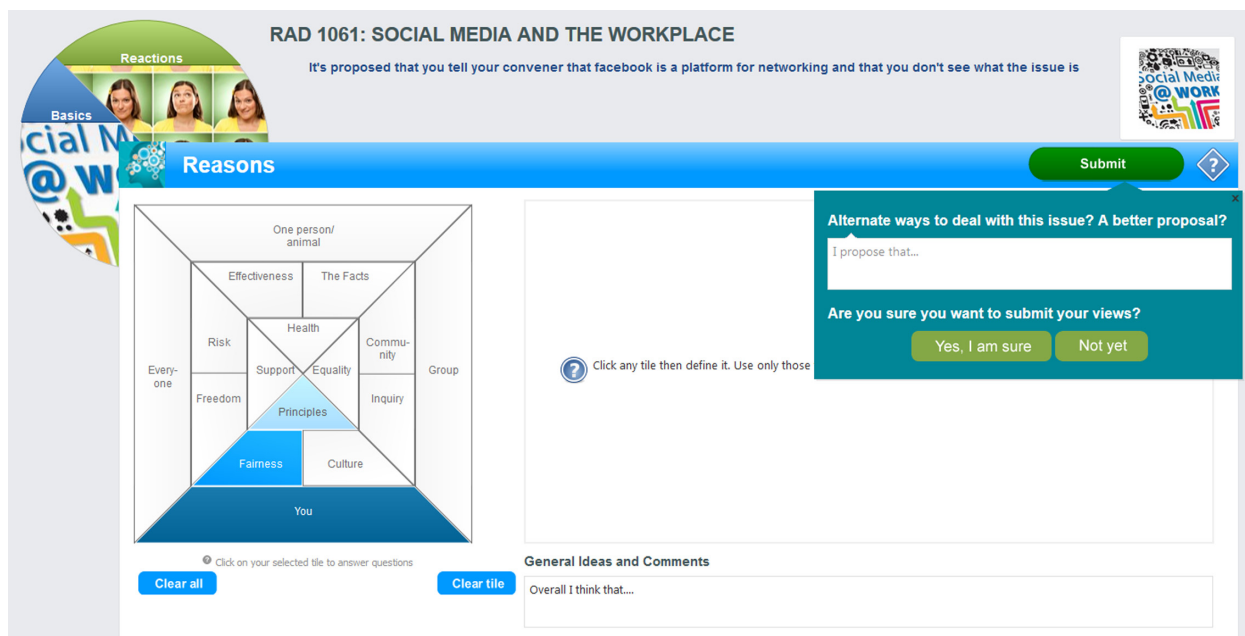 RAD 1061: SOCIAL MEDIA AND THE WORKPLACE
It's proposed that you tell your convener that facebook is a platform for networking and that you don't see what the issue is
Reactions
Basics
cial M
@ W
Social Media
@ WORK
Reasons
Submit
?
x
Alternate ways to deal with this issue? A better proposal?
I propose that...
Are you sure you want to submit your views?
Yes, I am sure
Not yet
One person/
animal
Effectiveness
The Facts
Health
Risk
Commu-
nity
Every-
one
Support
Equality
Group
Freedom
Inquiry
Principles
Fairness
Culture
You
? Click any tile then define it. Use only those
? Click on your selected tile to answer questions
Clear all
Clear tile
General Ideas and Comments
Overall I think that....